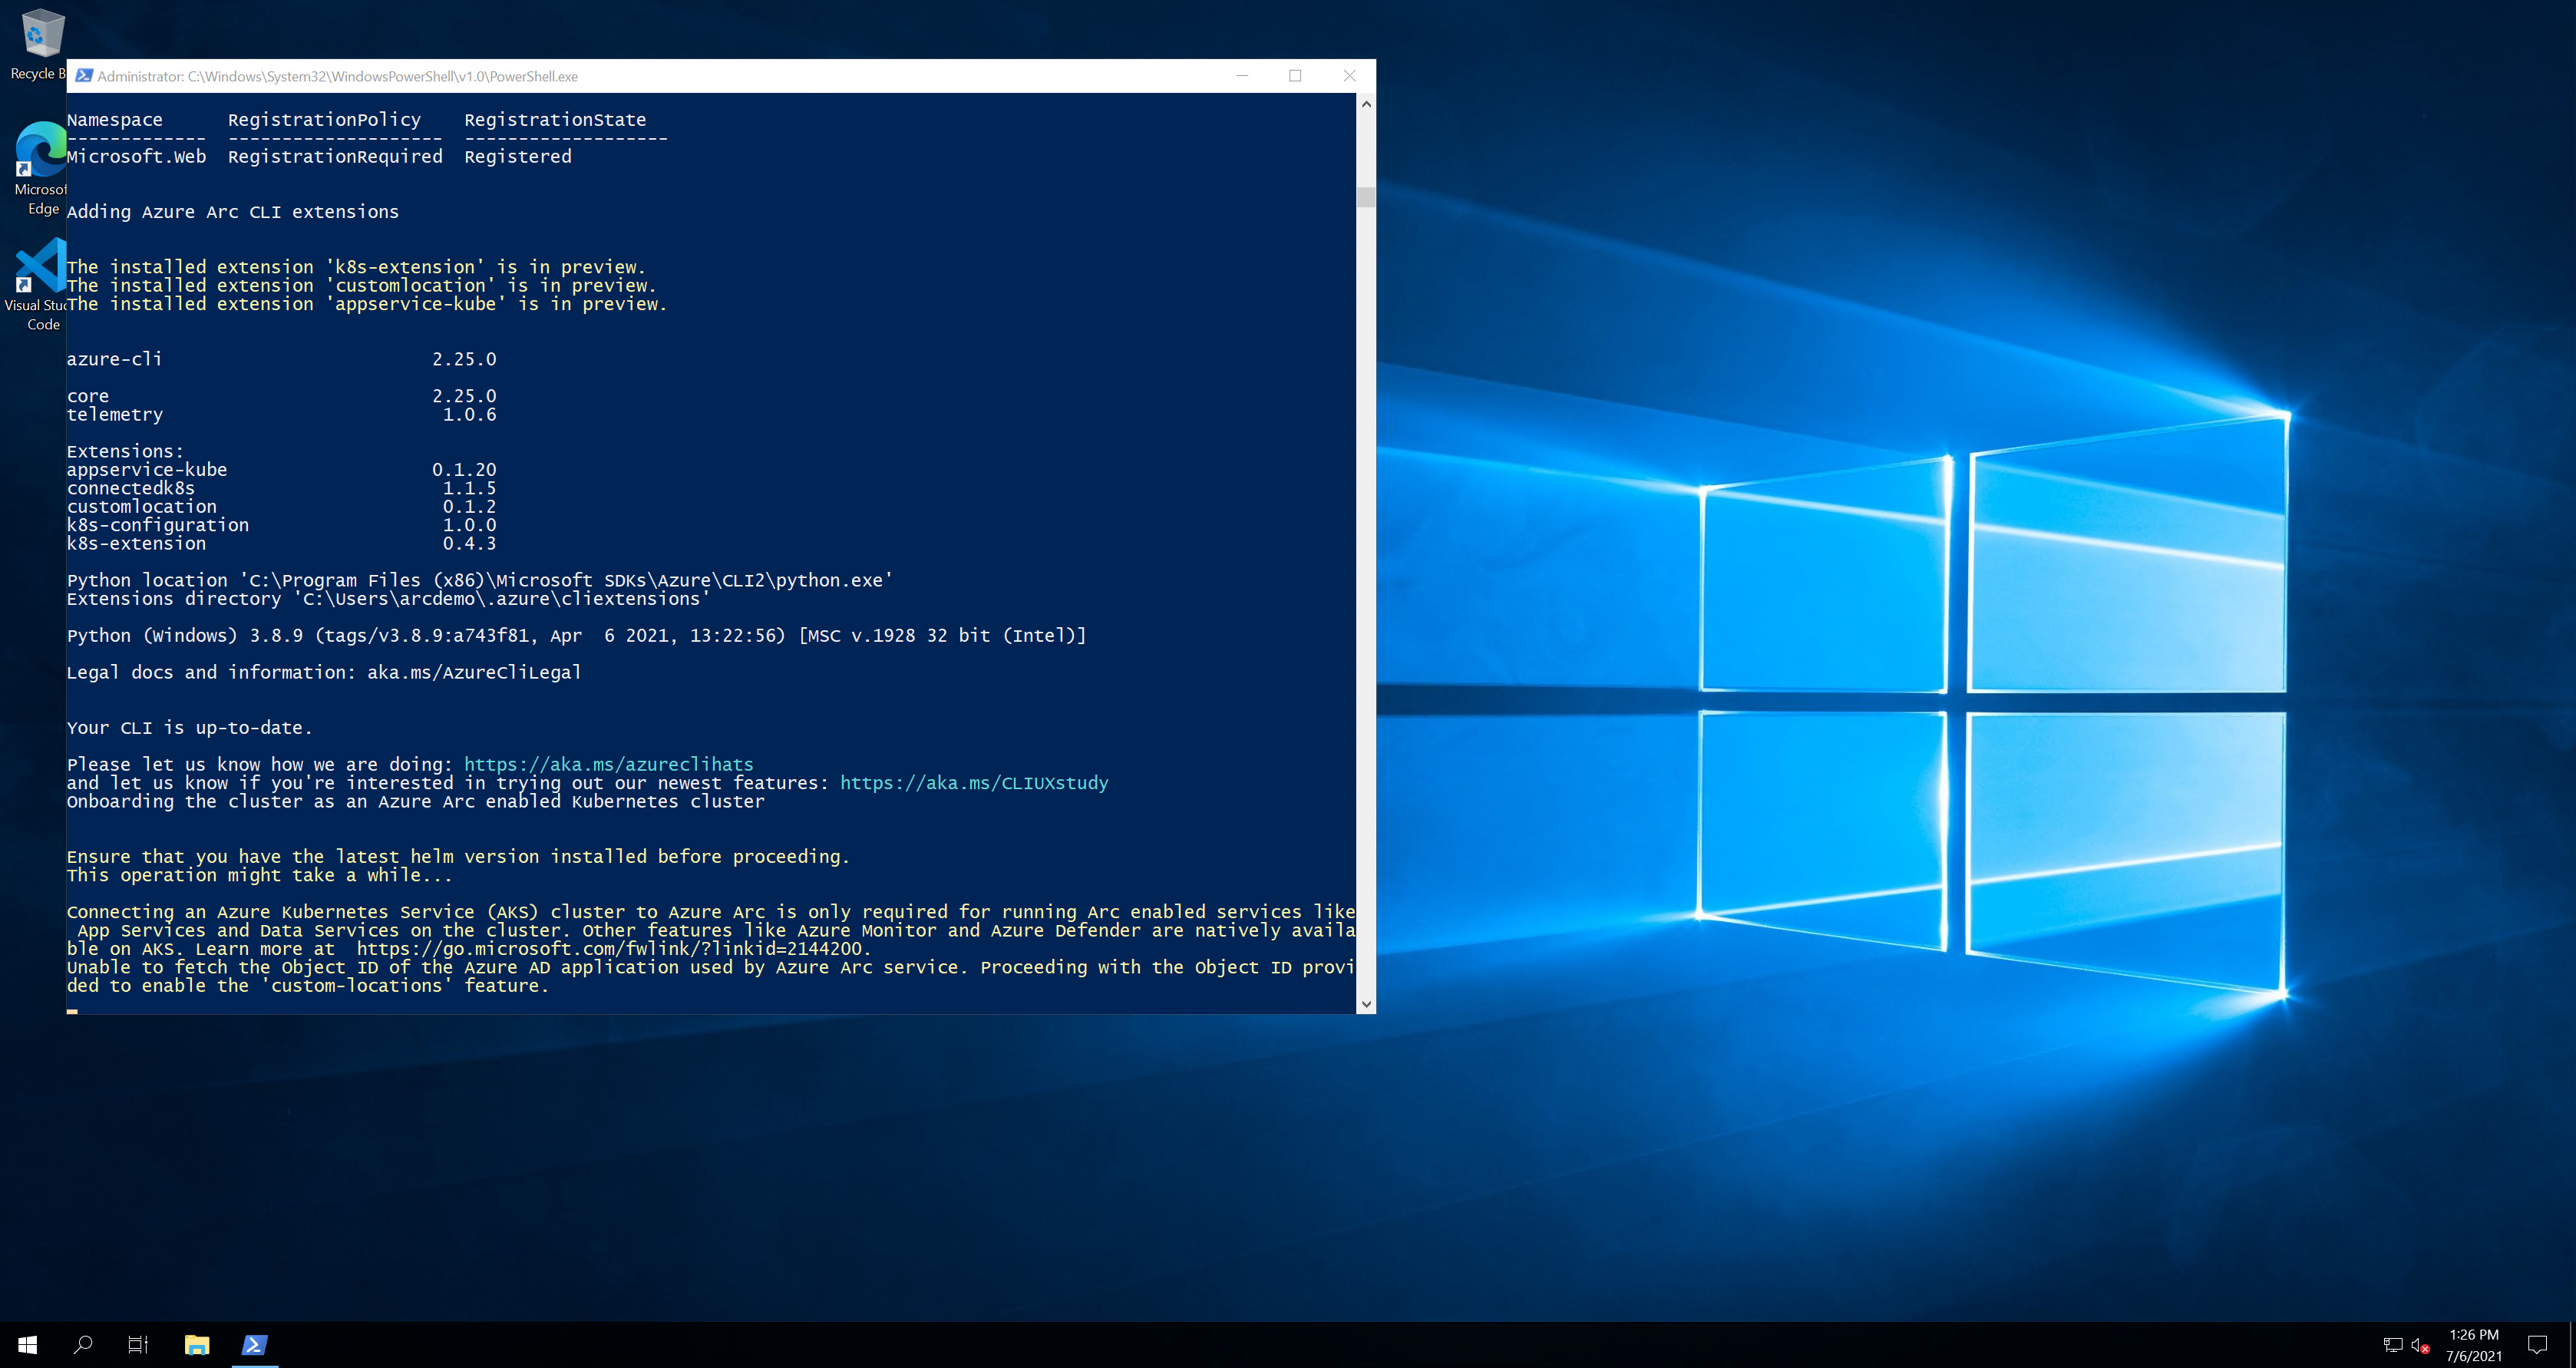 Recycle B
Microsof
Edge
Visual Stud
Code
Administrator: C:\Windows\System32\WindowsPowerShell\v1.0\PowerShell.exe
Namespace RegistrationPolicy RegistrationState
------------- -------------------- -------------------
Microsoft.Web RegistrationRequired Registered
Adding Azure Arc CLI extensions
The installed extension 'k8s-extension' is in preview.
The installed extension 'customlocation' is in preview.
The installed extension 'appservice-kube' is in preview.
azure-cli 2.25.0
core 2.25.0
telemetry 1.0.6
Extensions:
appservice-kube 0.1.20
connectedk8s 1.1.5
customlocation 0.1.2
k8s-configuration 1.0.0
k8s-extension 0.4.3
Python location 'C:\Program Files (x86)\Microsoft SDKs\Azure\CLI2\python.exe'
Extensions directory 'C:\Users\arcdemo\.azure\cliextensions'
Python (Windows) 3.8.9 (tags/v3.8.9:a743f81, Apr  6 2021, 13:22:56) [MSC v.1928 32 bit (Intel)]
Legal docs and information: aka.ms/AzureCliLegal
Your CLI is up-to-date.
Please let us know how we are doing: https://aka.ms/azureclihats
and let us know if you're interested in trying out our newest features: https://aka.ms/CLIUXstudy
Onboarding the cluster as an Azure Arc enabled Kubernetes cluster
Ensure that you have the latest helm version installed before proceeding.
This operation might take a while...
Connecting an Azure Kubernetes Service (AKS) cluster to Azure Arc is only required for running Arc enabled services like
App Services and Data Services on the cluster. Other features like Azure Monitor and Azure Defender are natively availa
ble on AKS. Learn more at  https://go.microsoft.com/fwlink/?linkid=2144200.
Unable to fetch the Object ID of the Azure AD application used by Azure Arc service. Proceeding with the Object ID provi
ded to enable the 'custom-locations' feature.
1:26 PM
7/6/2021